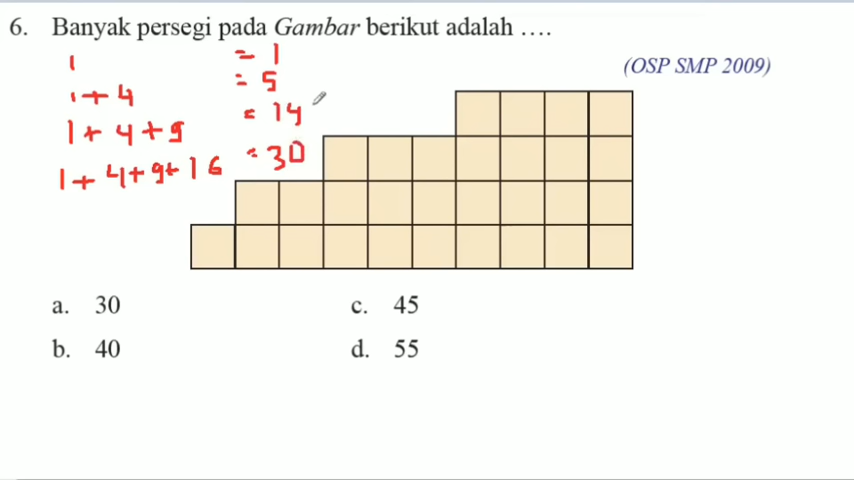 6. Banyak persegi pada Gambar berikut adalah ….
(OSP SMP 2009)
1 = 1
1+4 = 5
1+4+9 = 14
1+4+9+16 = 30
a. 30
c. 45
b. 40
d. 55